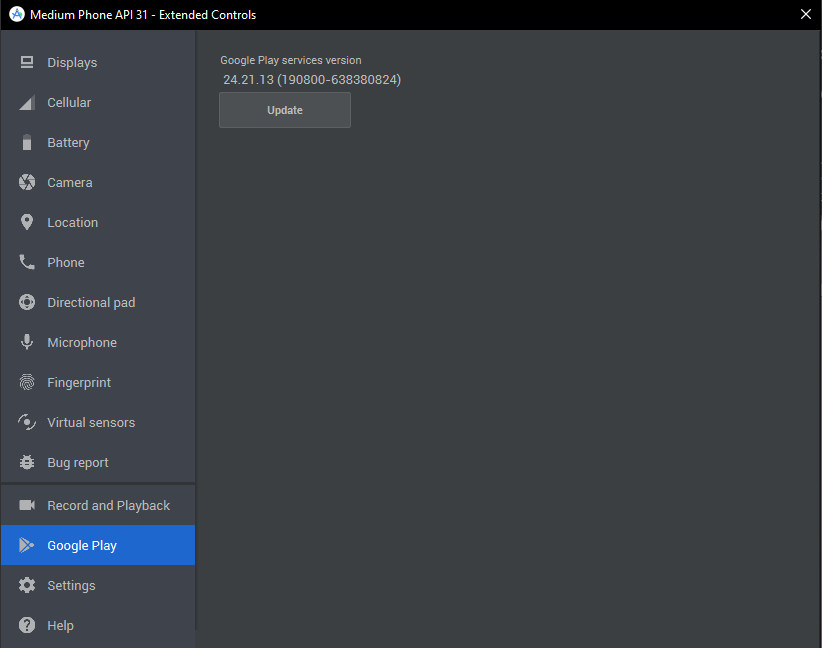 Medium Phone API 31 - Extended Controls
Displays
Cellular
Battery
Camera
Location
Phone
Directional pad
Microphone
Fingerprint
Virtual sensors
Bug report
Record and Playback
Google Play
Settings
Help
Google Play services version
24.21.13 (190800-638380824)
Update